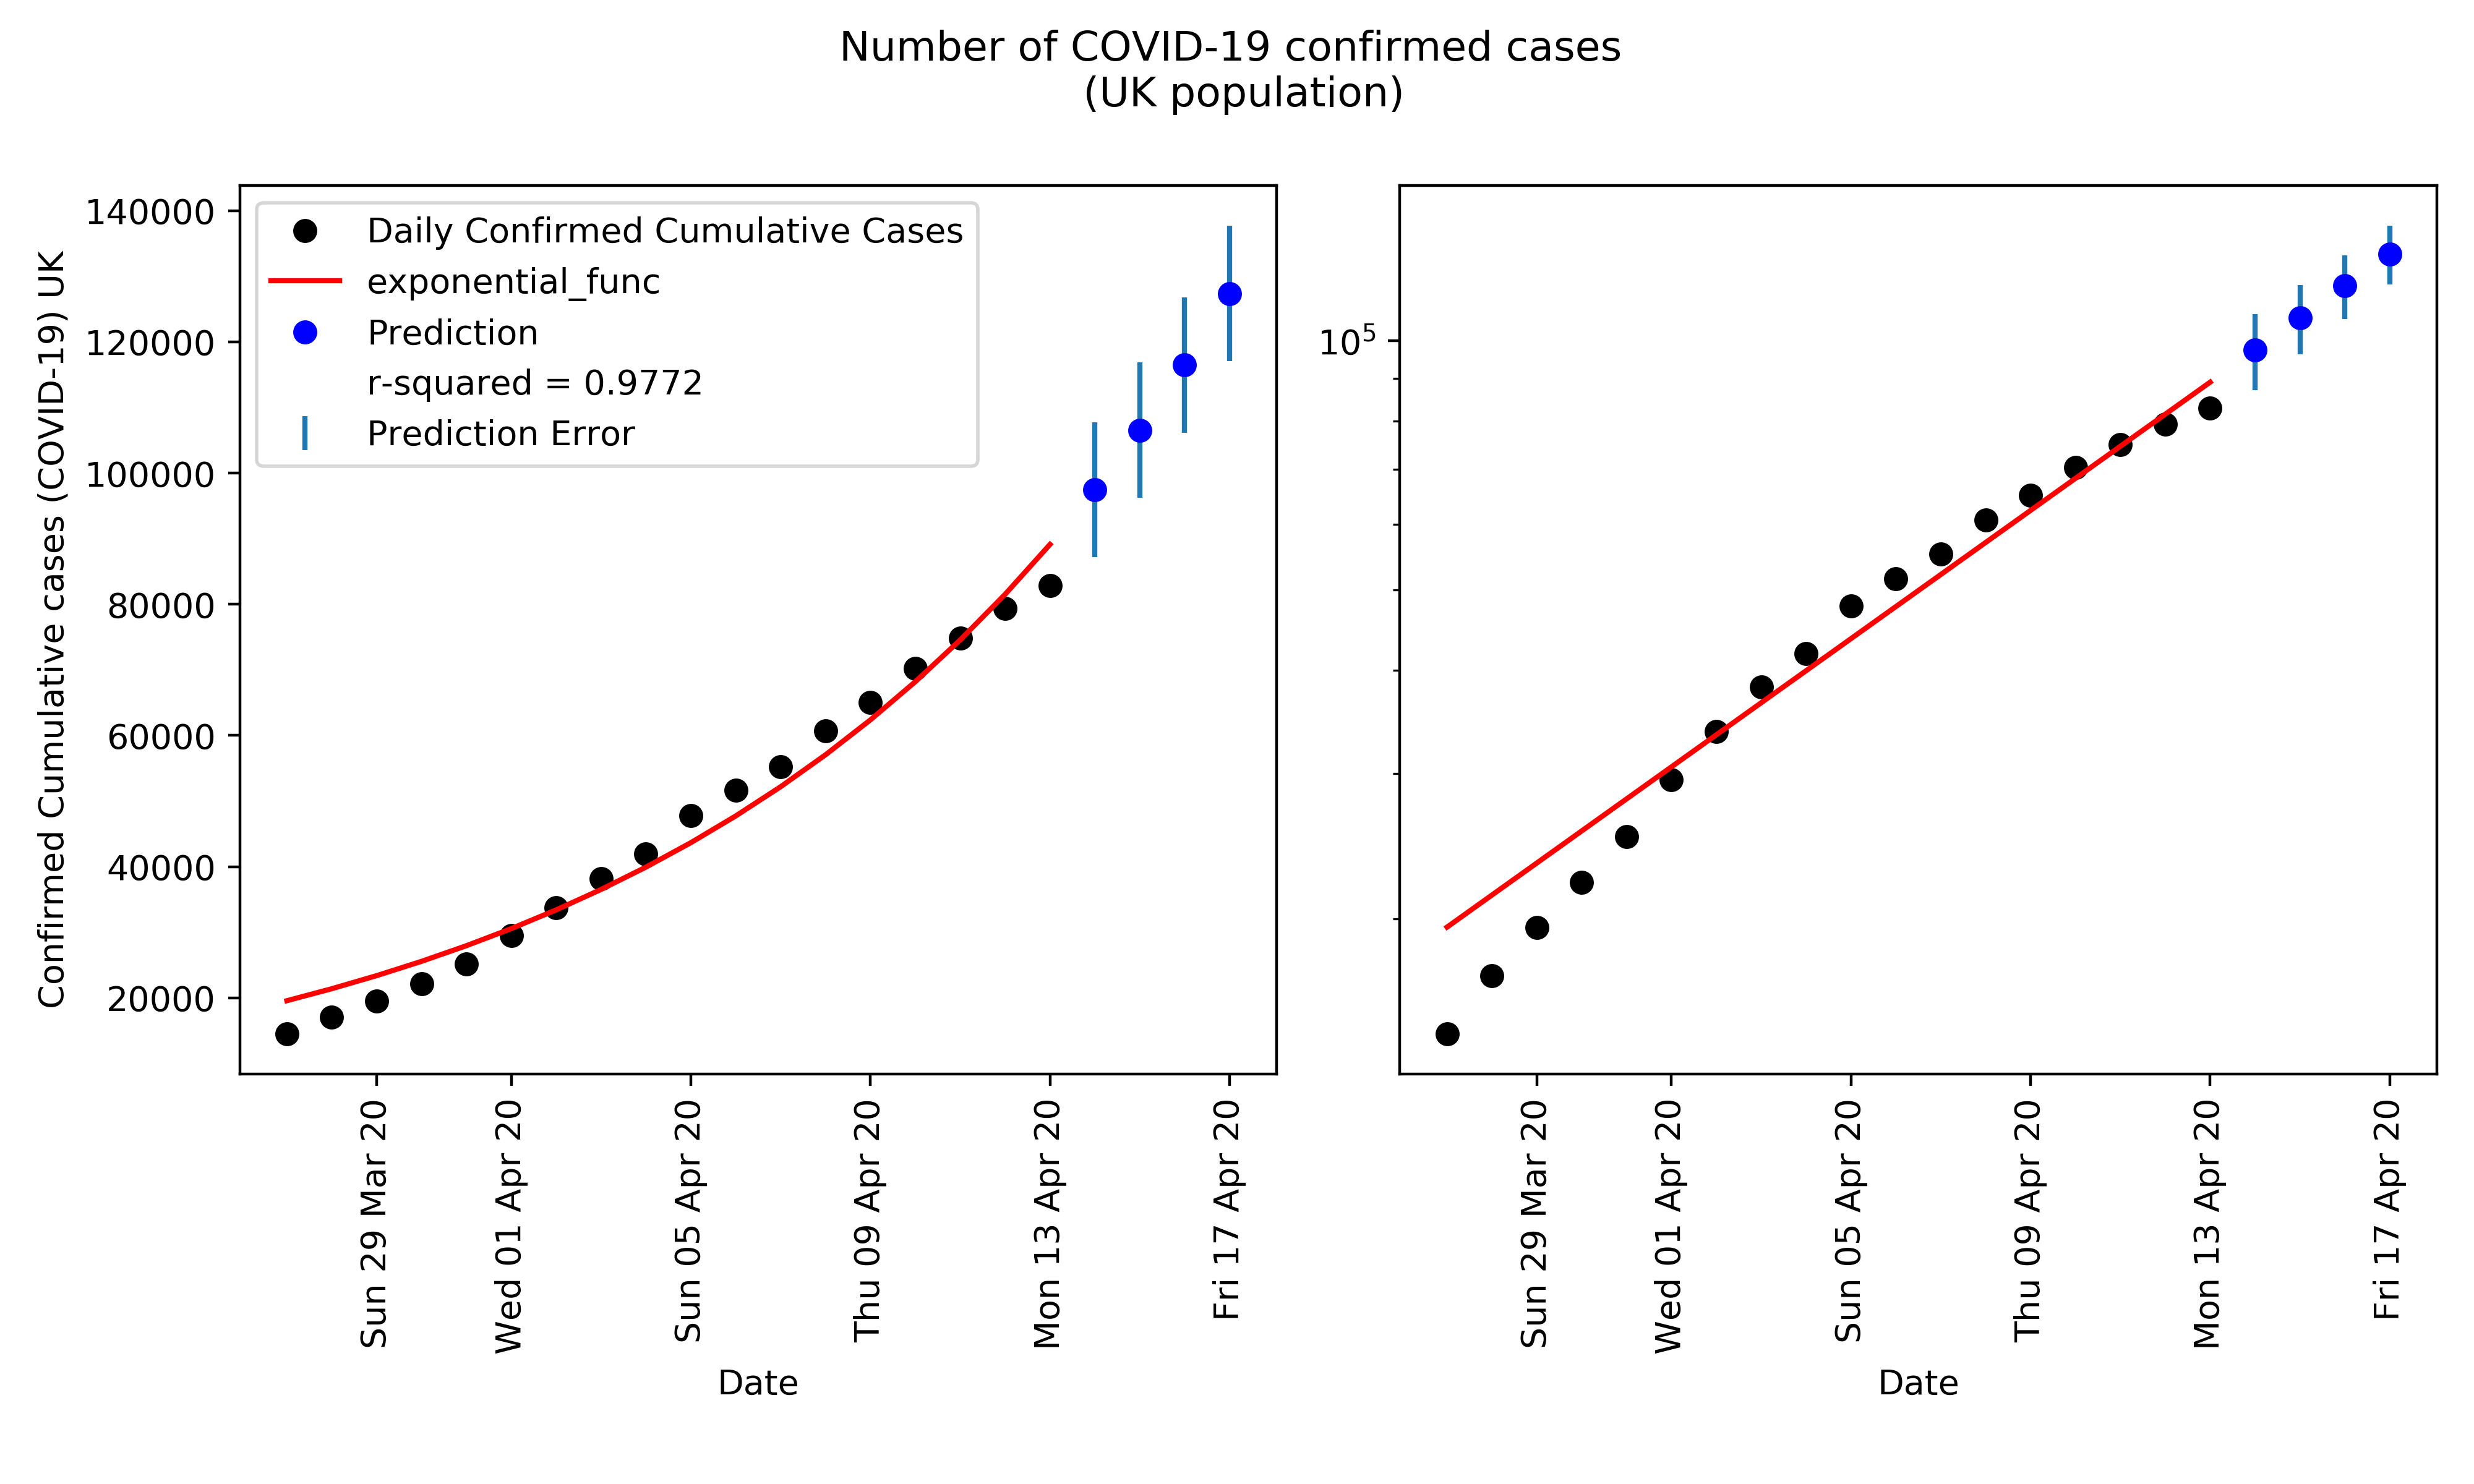 Number of COVID-19 confirmed cases
(UK population)
Confirmed Cumulative cases (COVID-19) UK
140000
120000
100000
80000
60000
40000
20000
Daily Confirmed Cumulative Cases
exponential_func
Prediction
r-squared = 0.9772
Prediction Error
Sun 29 Mar 20
Wed 01 Apr 20
Sun 05 Apr 20
Thu 09 Apr 20
Mon 13 Apr 20
Fri 17 Apr 20
Date
10⁵
Sun 29 Mar 20
Wed 01 Apr 20
Sun 05 Apr 20
Thu 09 Apr 20
Mon 13 Apr 20
Fri 17 Apr 20
Date